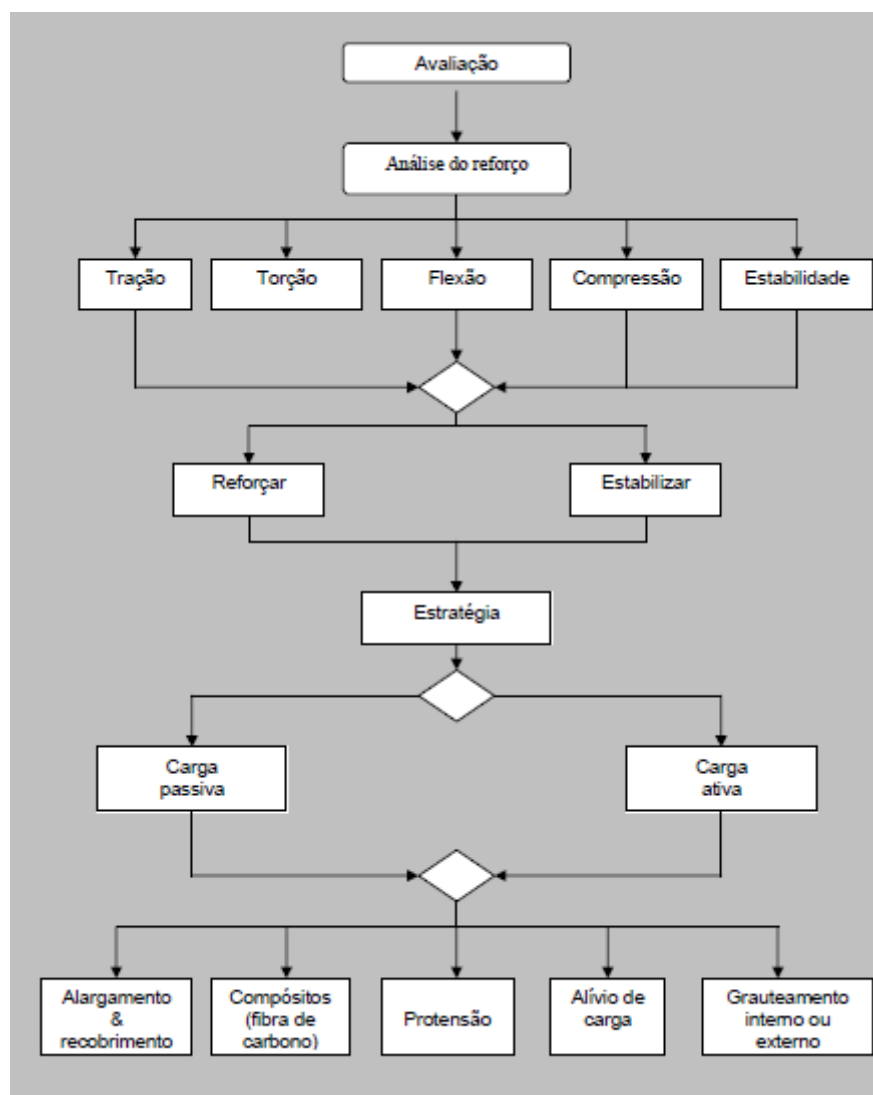 Avaliação
Análise do reforço
Tração
Torção
Flexão
Compressão
Estabilidade
Reforçar
Estabilizar
Estratégia
Carga
passiva
Carga
ativa
Alargamento
&
recobrimento
Compósitos
(fibra de
carbono)
Protensão
Alívio de
carga
Grauteamento
interno ou
externo